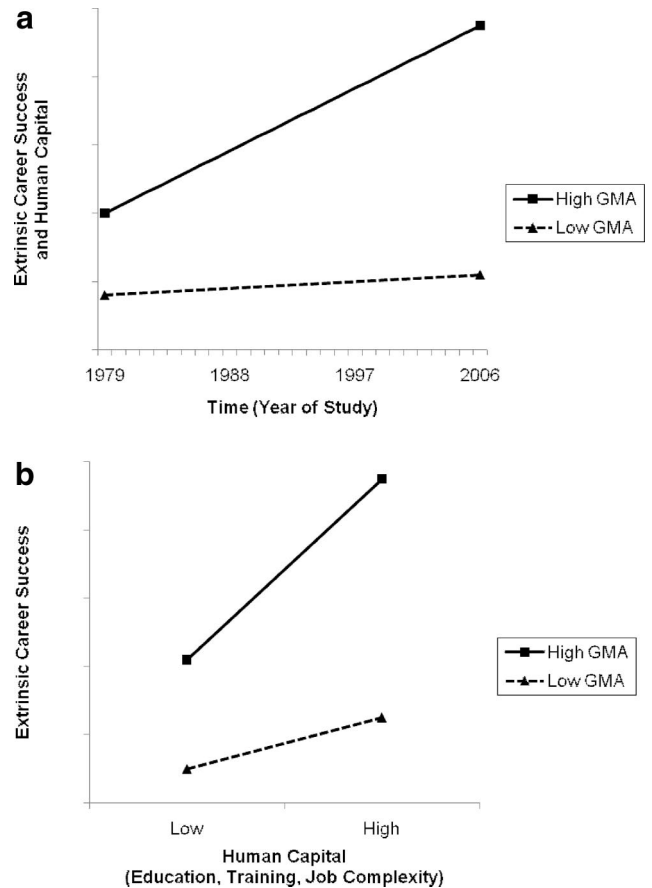 a
Extrinsic Career Success
and Human Capital
High GMA
Low GMA
1979 1988 1997 2006
Time (Year of Study)
b
Extrinsic Career Success
High GMA
Low GMA
Low High
Human Capital
(Education, Training, Job Complexity)